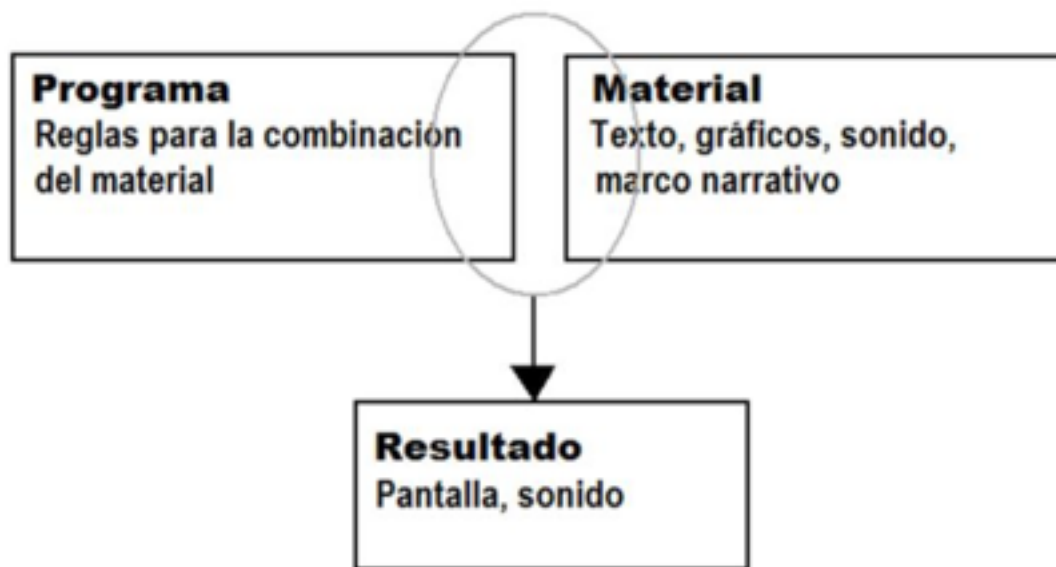 Programa
Reglas para la combinación
del material
Material
Texto, gráficos, sonido,
marco narrativo
Resultado
Pantalla, sonido